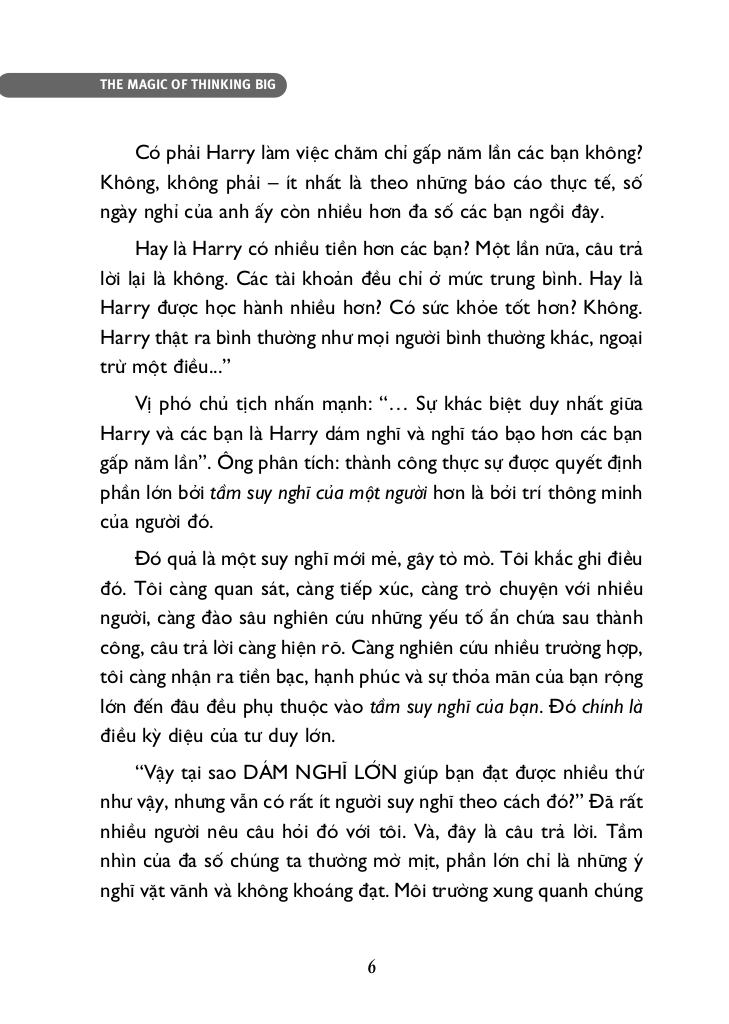 THE MAGIC OF THINKING BIG
Có phải Harry làm việc chăm chỉ gấp năm lần các bạn không?
Không, không phải – ít nhất là theo những báo cáo thực tế, số
ngày nghỉ của anh ấy còn nhiều hơn đa số các bạn ngồi đây.
Hay là Harry có nhiều tiền hơn các bạn? Một lần nữa, câu trả
lời lại là không. Các tài khoản đều chỉ ở mức trung bình. Hay là
Harry được học hành nhiều hơn? Có sức khỏe tốt hơn? Không.
Harry thật ra bình thường như mọi người bình thường khác, ngoại
trừ một điều...”
Vị phó chủ tịch nhấn mạnh: “… Sự khác biệt duy nhất giữa
Harry và các bạn là Harry dám nghĩ và nghĩ táo bạo hơn các bạn
gấp năm lần”. Ông phân tích: thành công thực sự được quyết định
phần lớn bởi tầm suy nghĩ của một người hơn là bởi trí thông minh
của người đó.
Đó quả là một suy nghĩ mới mẻ, gây tò mò. Tôi khắc ghi điều
đó. Tôi càng quan sát, càng tiếp xúc, càng trò chuyện với nhiều
người, càng đào sâu nghiên cứu những yếu tố ẩn chứa sau thành
công, câu trả lời càng hiện rõ. Càng nghiên cứu nhiều trường hợp,
tôi càng nhận ra tiền bạc, hạnh phúc và sự thỏa mãn của bạn rộng
lớn đến đâu đều phụ thuộc vào tầm suy nghĩ của bạn. Đó chính là
điều kỳ diệu của tư duy lớn.
“Vậy tại sao DÁM NGHĨ LỚN giúp bạn đạt được nhiều thứ
như vậy, nhưng vẫn có rất ít người suy nghĩ theo cách đó?” Đã rất
nhiều người nêu câu hỏi đó với tôi. Và, đây là câu trả lời. Tầm
nhìn của đa số chúng ta thường mờ mịt, phần lớn chỉ là những ý
nghĩ vặt vãnh và không khoáng đạt. Môi trường xung quanh chúng
6